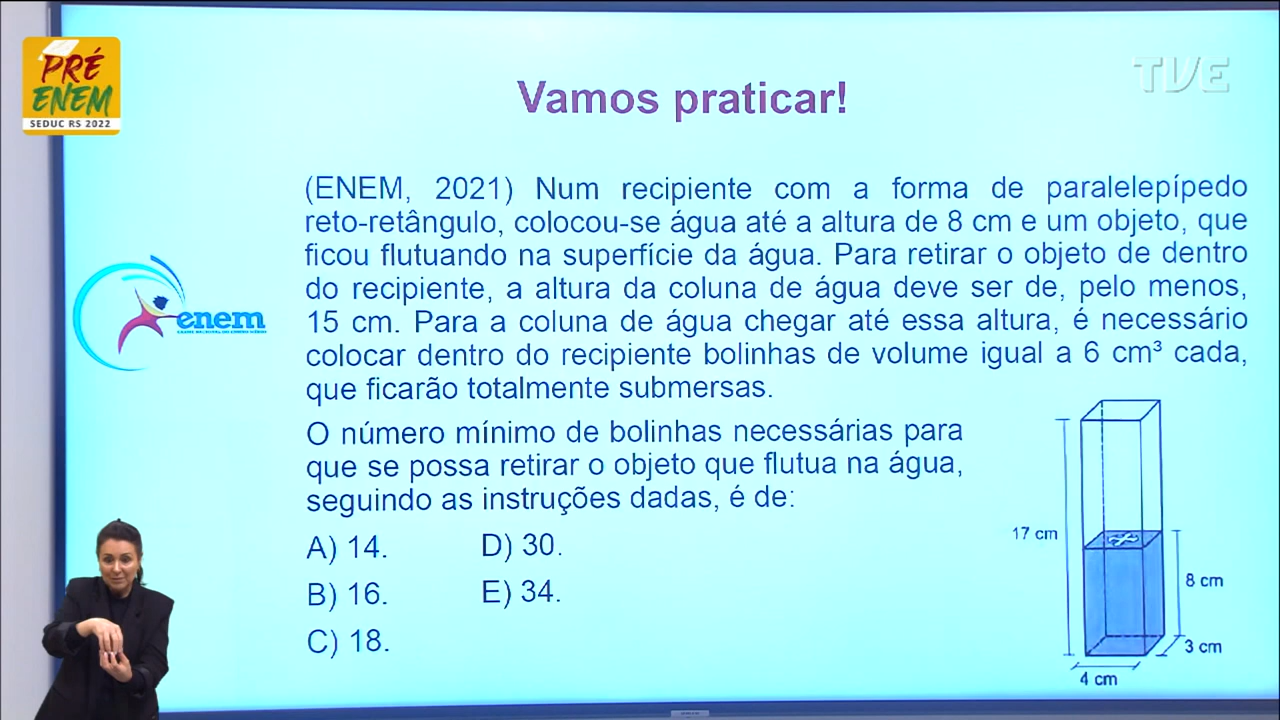 PRÉ
ENEM
SEDUC RS 2022
TVE
Vamos praticar!
(ENEM, 2021) Num recipiente com a forma de paralelepípedo
reto-retângulo, colocou-se água até a altura de 8 cm e um objeto, que
ficou flutuando na superfície da água. Para retirar o objeto de dentro
do recipiente, a altura da coluna de água deve ser de, pelo menos,
15 cm. Para a coluna de água chegar até essa altura, é necessário
colocar dentro do recipiente bolinhas de volume igual a 6 cm³ cada,
que ficarão totalmente submersas.
enem
O número mínimo de bolinhas necessárias para
que se possa retirar o objeto que flutua na água,
seguindo as instruções dadas, é de:
A) 14. D) 30.
B) 16. E) 34.
C) 18.
17 cm
8 cm
3 cm
4 cm